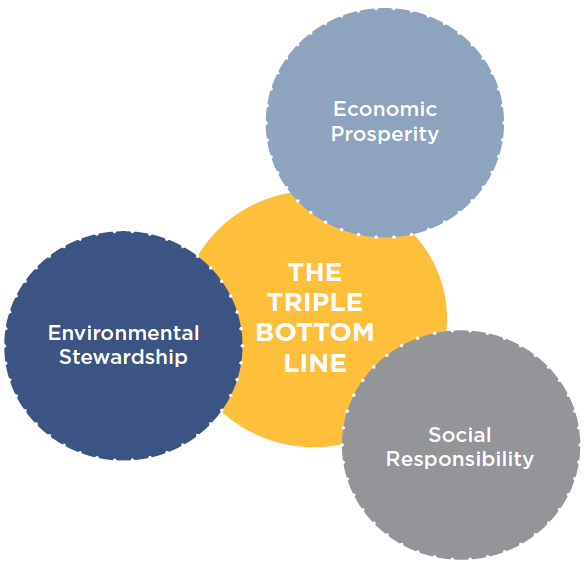 Economic
Prosperity
THE
TRIPLE
BOTTOM
LINE
Environmental
Stewardship
Social
Responsibility